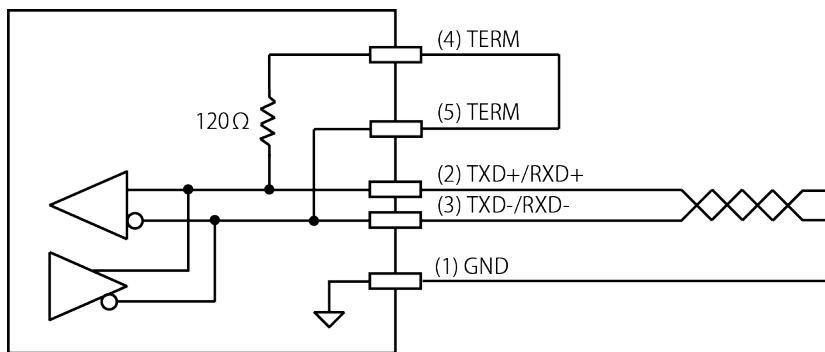 (4) TERM
120Ω
(5) TERM
(2) TXD+/RXD+
(3) TXD-/RXD-
(1) GND